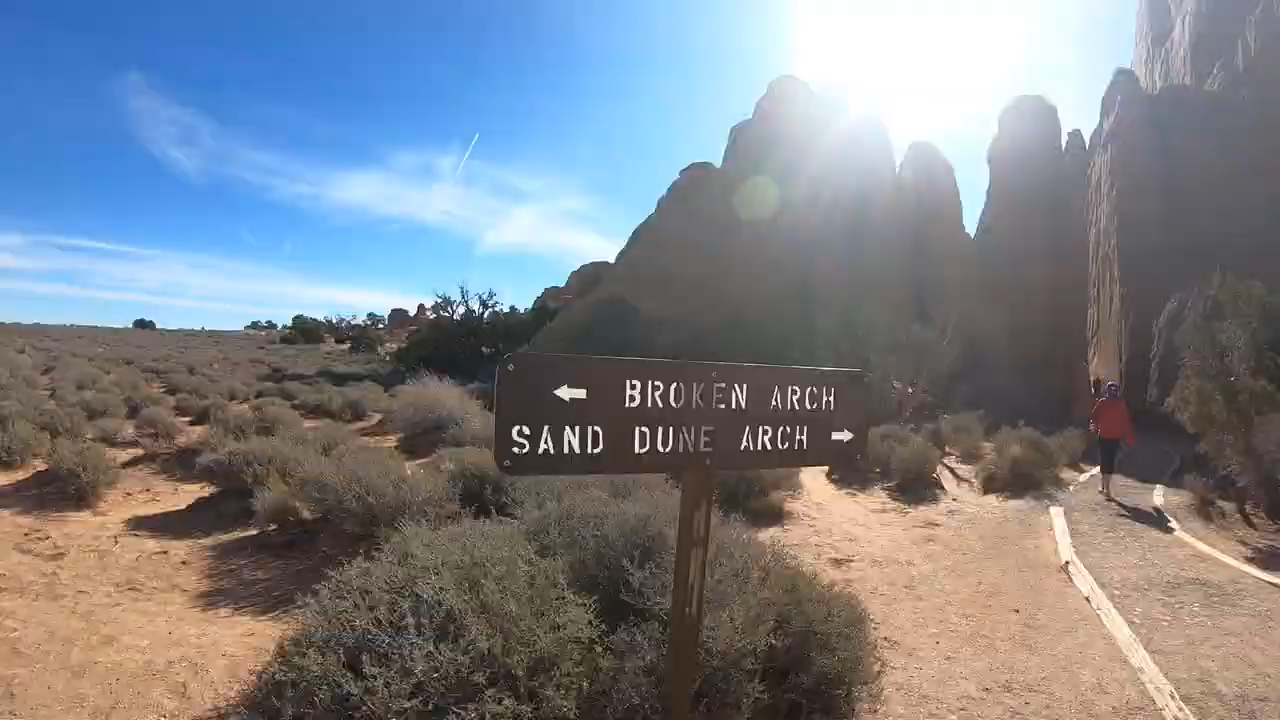 ← BROKEN ARCH
SAND DUNE ARCH →